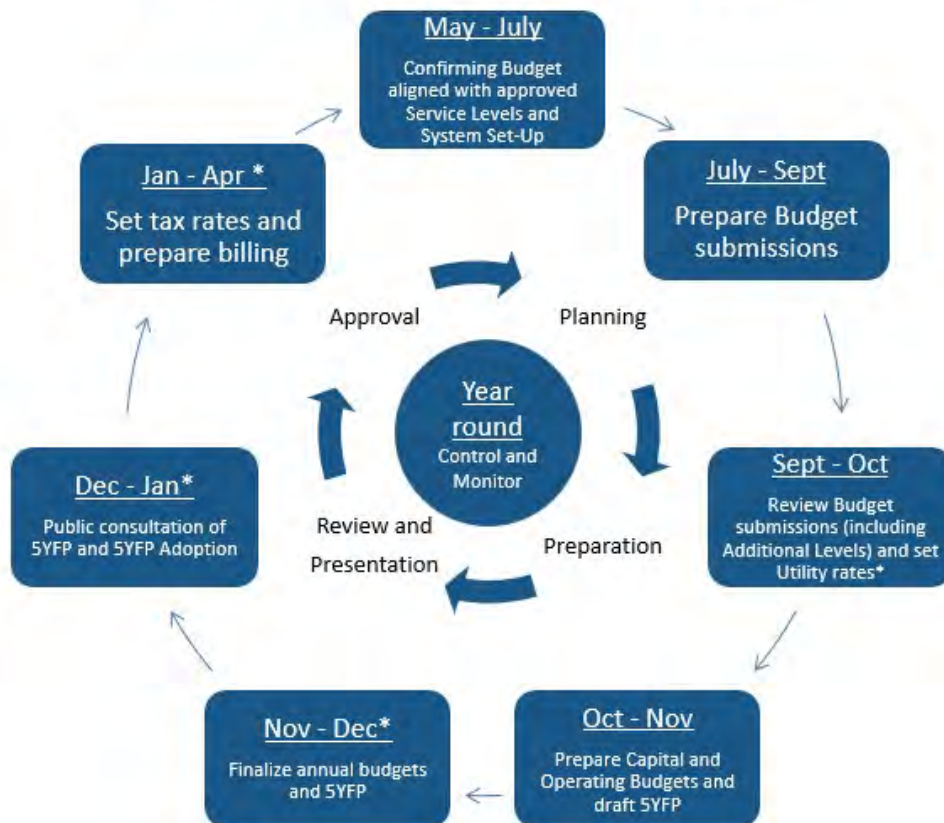 May - July
Confirming Budget
aligned with approved
Service Levels and
System Set-Up
July - Sept
Prepare Budget
submissions
Sept - Oct
Review Budget
submissions (including
Additional Levels) and set
Utility rates*
Oct - Nov
Prepare Capital and
Operating Budgets and
draft 5YFP
Nov - Dec*
Finalize annual budgets
and 5YFP
Dec - Jan*
Public consultation of
5YFP and 5YFP Adoption
Jan - Apr *
Set tax rates and
prepare billing
Approval
Planning
Preparation
Review and
Presentation
Year
round
Control and
Monitor